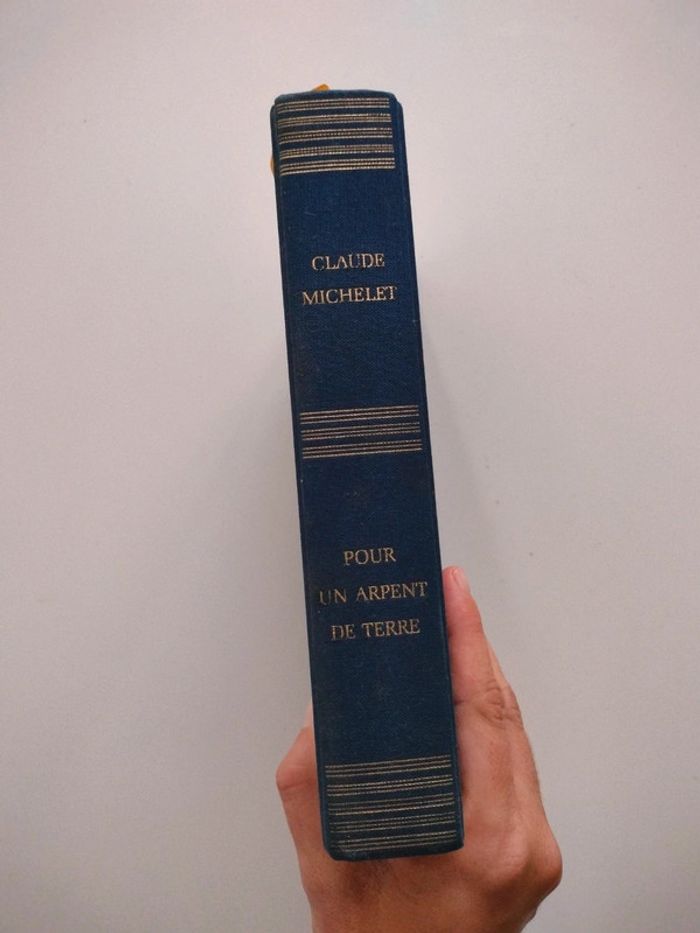 CLAUDE
MICHELET
POUR
UN ARPENT
DE TERRE